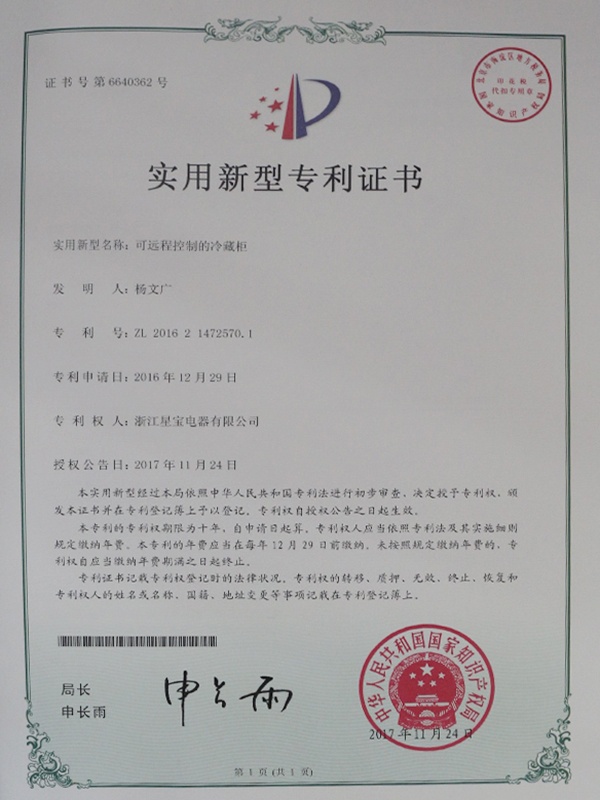 证书号第6640362号
印花税
代扣专用章
实用新型专利证书
实用新型名称：可远程控制的冷藏柜
发明人：杨文广
专利号：ZL 2016 2 1472570.1
专利申请日：2016年12月29日
专利权人：浙江星宝电器有限公司
授权公告日：2017年11月24日
本实用新型经过本局依照中华人民共和国专利法进行初步审查，决定授予专利权，颁
发本证书并在专利登记簿上予以登记。专利权自授权公告之日起生效。
本专利的专利权期限为十年，自申请日起算。专利权人应当依照专利法及其实施细则
规定缴纳年费。本专利的年费应当在每年12月29日前缴纳。未按照规定缴纳年费的，专
利权自应当缴纳年费期满之日起终止。
专利证书记载专利权登记时的法律状况。专利权的转移、质押、无效、终止、恢复和
专利权人的姓名或名称、国籍、地址变更等事项记载在专利登记簿上。
局长
申长雨
申长雨
中华人民共和国国家知识产权局
2017年11月24日
第1页(共1页)